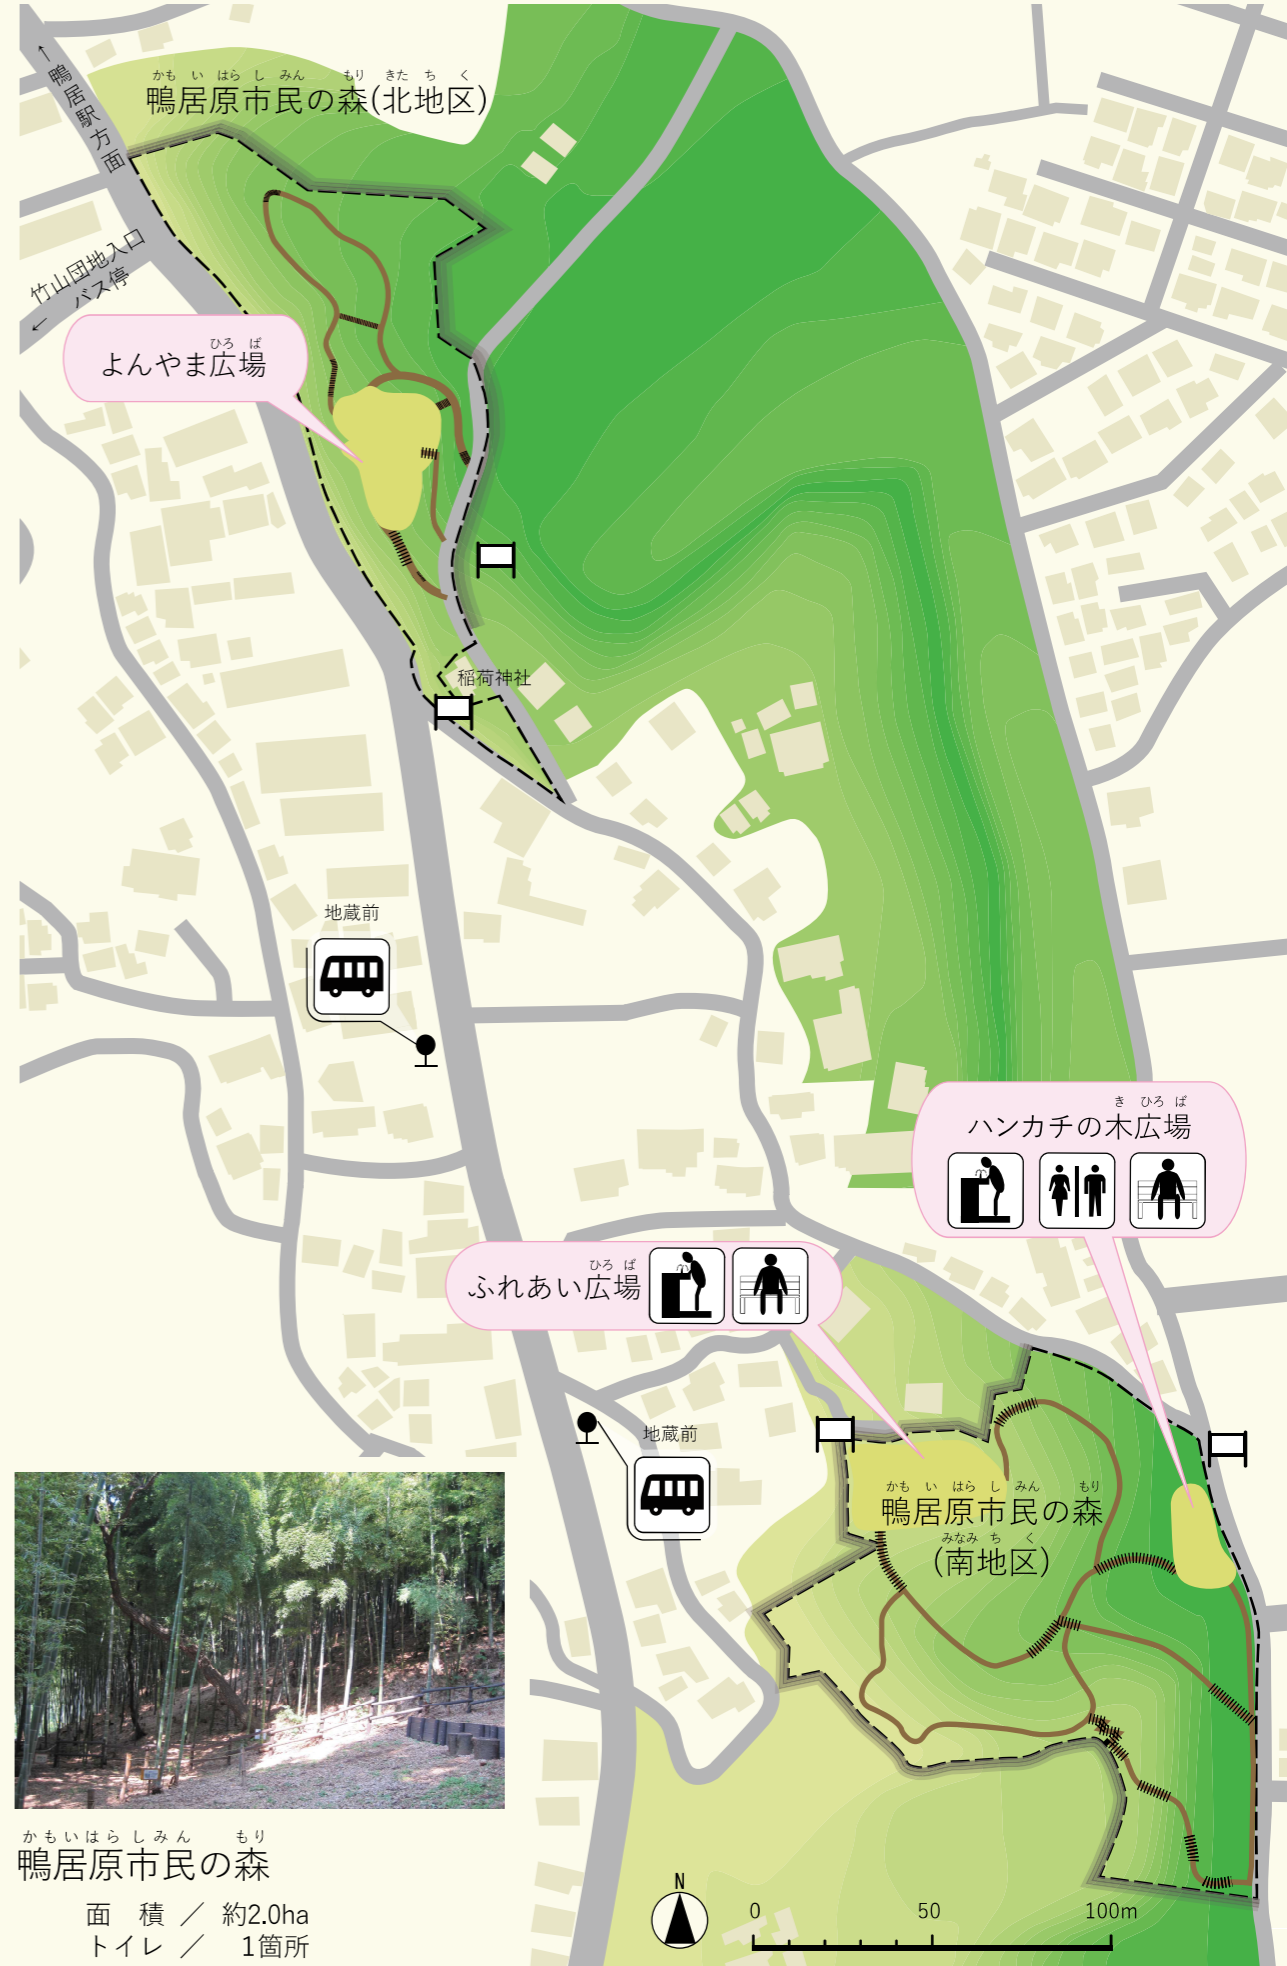 かもいはらしみん もりきたちく
鴨居原市民の森(北地区)
↑鴨居駅方面
竹山団地入口
バス停
←
ひろ ば
よんやま広場
稲荷神社
地蔵前
き ひろ ば
ハンカチの木広場
ひろ ば
ふれあい広場
地蔵前
かもいはらしみん もり
鴨居原市民の森
みなみ ち く
(南地区)
かもいはらしみん もり
鴨居原市民の森
面 積 / 約2.0ha
トイレ / 1箇所
N
0 50 100m